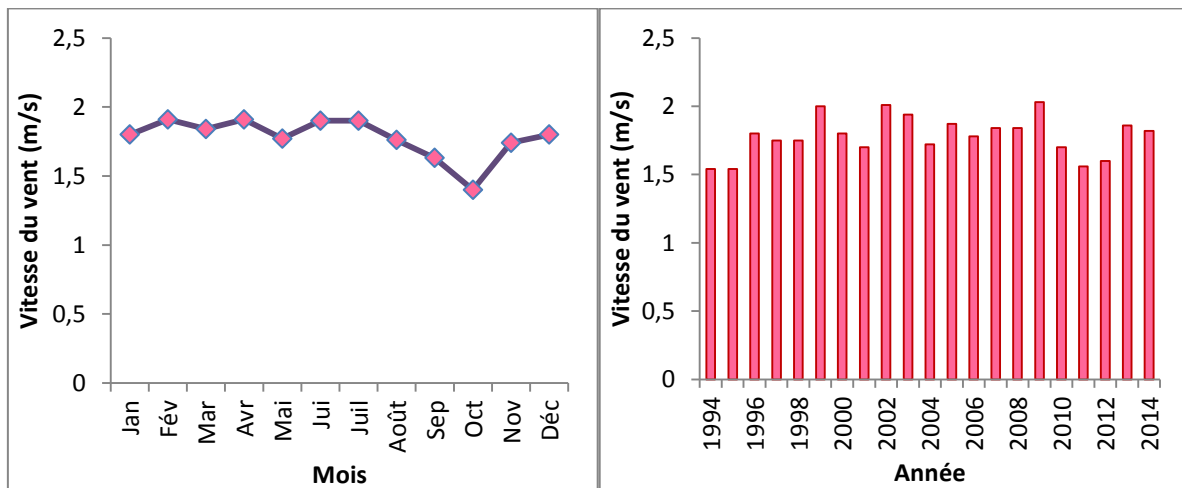 Vitesse du vent (m/s)
2,5
2
1,5
1
0,5
0
Jan
Fév
Mar
Avr
Mai
Jui
Juil
Août
Sep
Oct
Nov
Déc
Mois
Vitesse du vent (m/s)
2,5
2
1,5
1
0,5
0
1994
1996
1998
2000
2002
2004
2006
2008
2010
2012
2014
Année